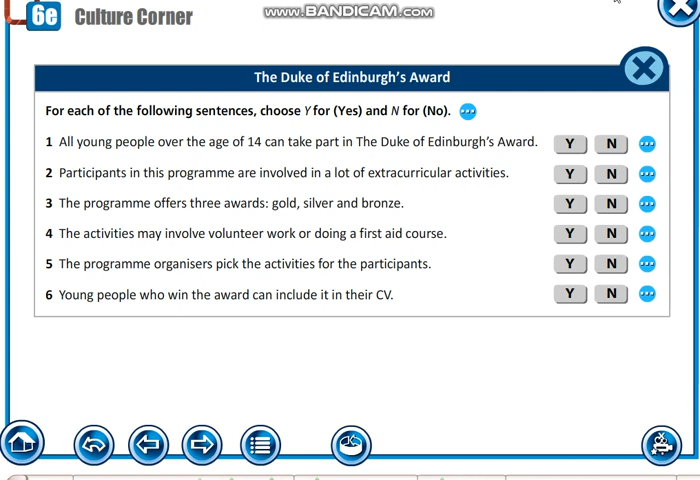 6e Culture Corner
www.BANDICAM.com
The Duke of Edinburgh's Award
For each of the following sentences, choose Y for (Yes) and N for (No).
1 All young people over the age of 14 can take part in The Duke of Edinburgh's Award. Y N
2 Participants in this programme are involved in a lot of extracurricular activities. Y N
3 The programme offers three awards: gold, silver and bronze. Y N
4 The activities may involve volunteer work or doing a first aid course. Y N
5 The programme organisers pick the activities for the participants. Y N
6 Young people who win the award can include it in their CV. Y N